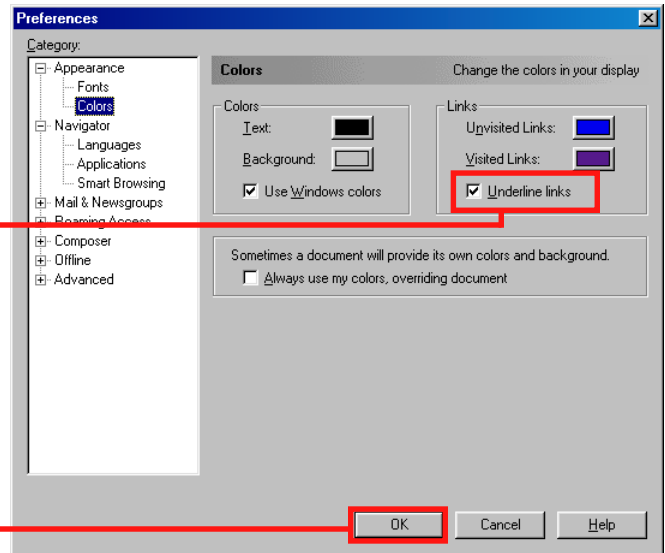 Preferences
Category:
Appearance
Fonts
Colors
Navigator
Languages
Applications
Smart Browsing
Mail & Newsgroups
Roaming Access
Composer
Offline
Advanced
Colors Change the colors in your display
Colors
Text:
Background:
Use Windows colors
Links
Unvisited Links:
Visited Links:
Underline links
Sometimes a document will provide its own colors and background.
Always use my colors, overriding document
OK Cancel Help